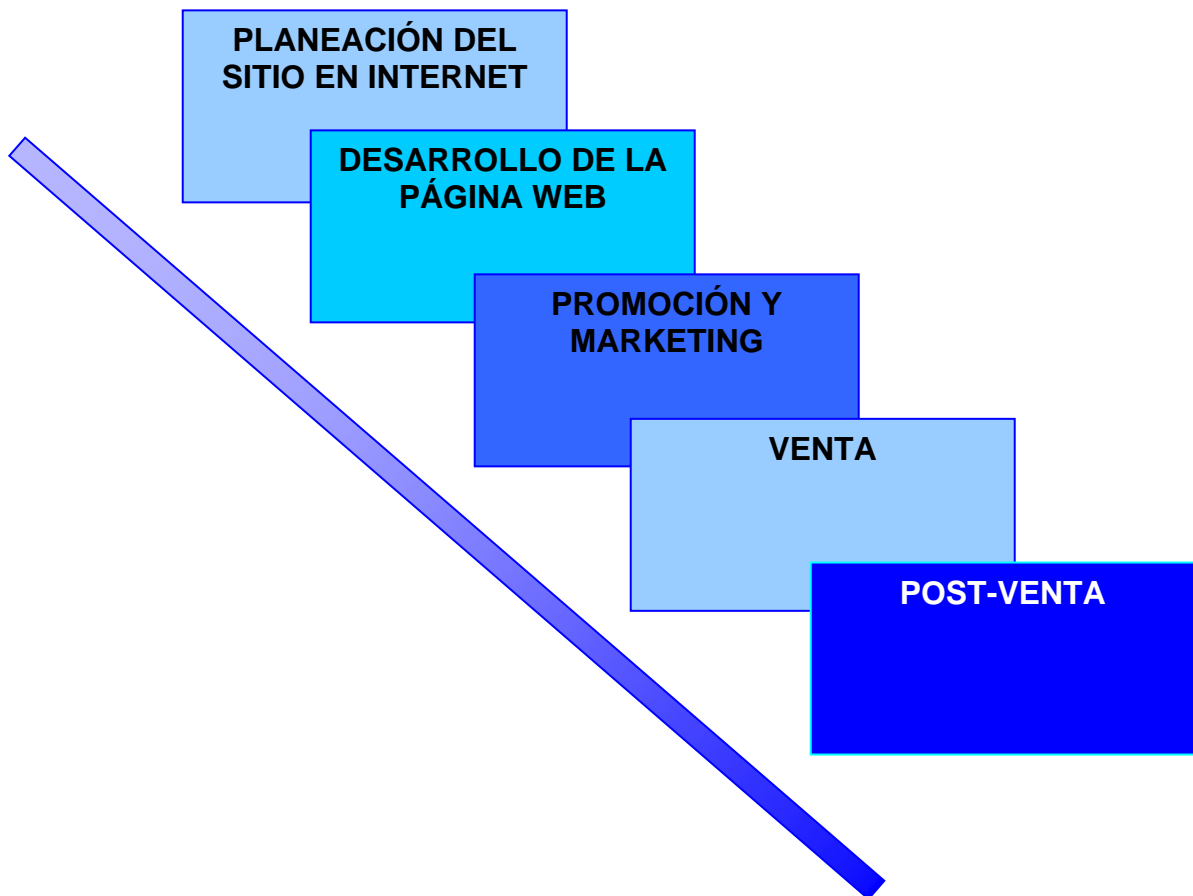 PLANEACIÓN DEL
SITIO EN INTERNET
DESARROLLO DE LA
PÁGINA WEB
PROMOCIÓN Y
MARKETING
VENTA
POST-VENTA